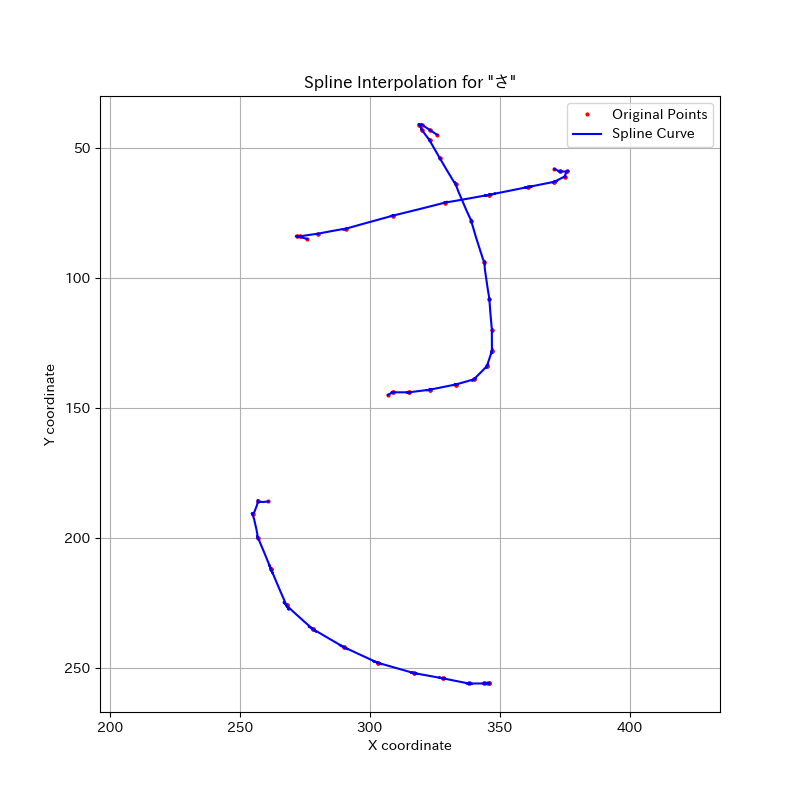 Spline Interpolation for "さ"
Original Points
Spline Curve
50
100
150
200
250
Y coordinate
200
250
300
350
400
X coordinate
さ